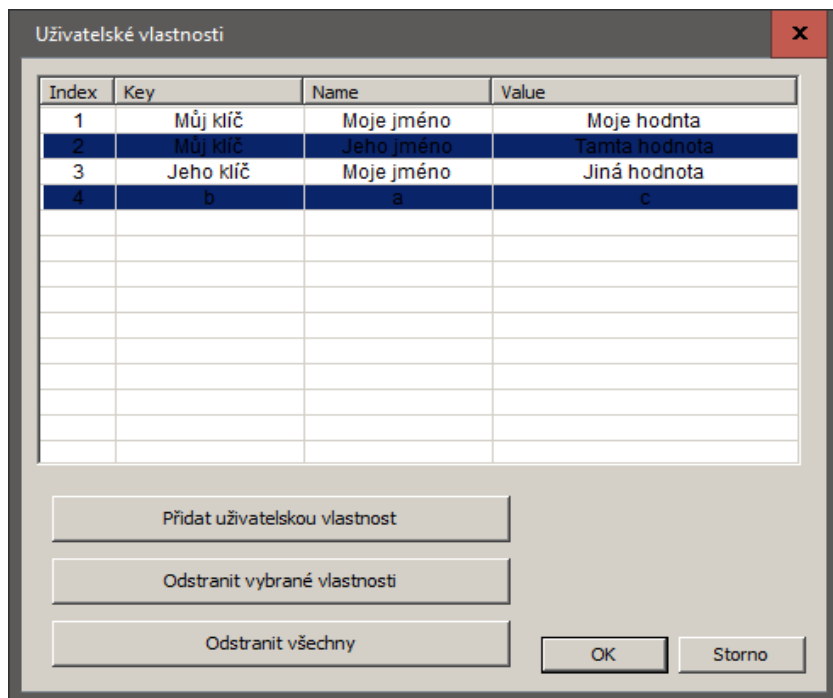 Uživatelské vlastnosti
x
Index Key Name Value
1 Můj klíč Moje jméno Moje hodnta
2 Můj klíč Jeho jméno Tamta hodnota
3 Jeho klíč Moje jméno Jiná hodnota
4 b a c
Přidat uživatelskou vlastnost
Odstranit vybrané vlastnosti
Odstranit všechny
OK Storno